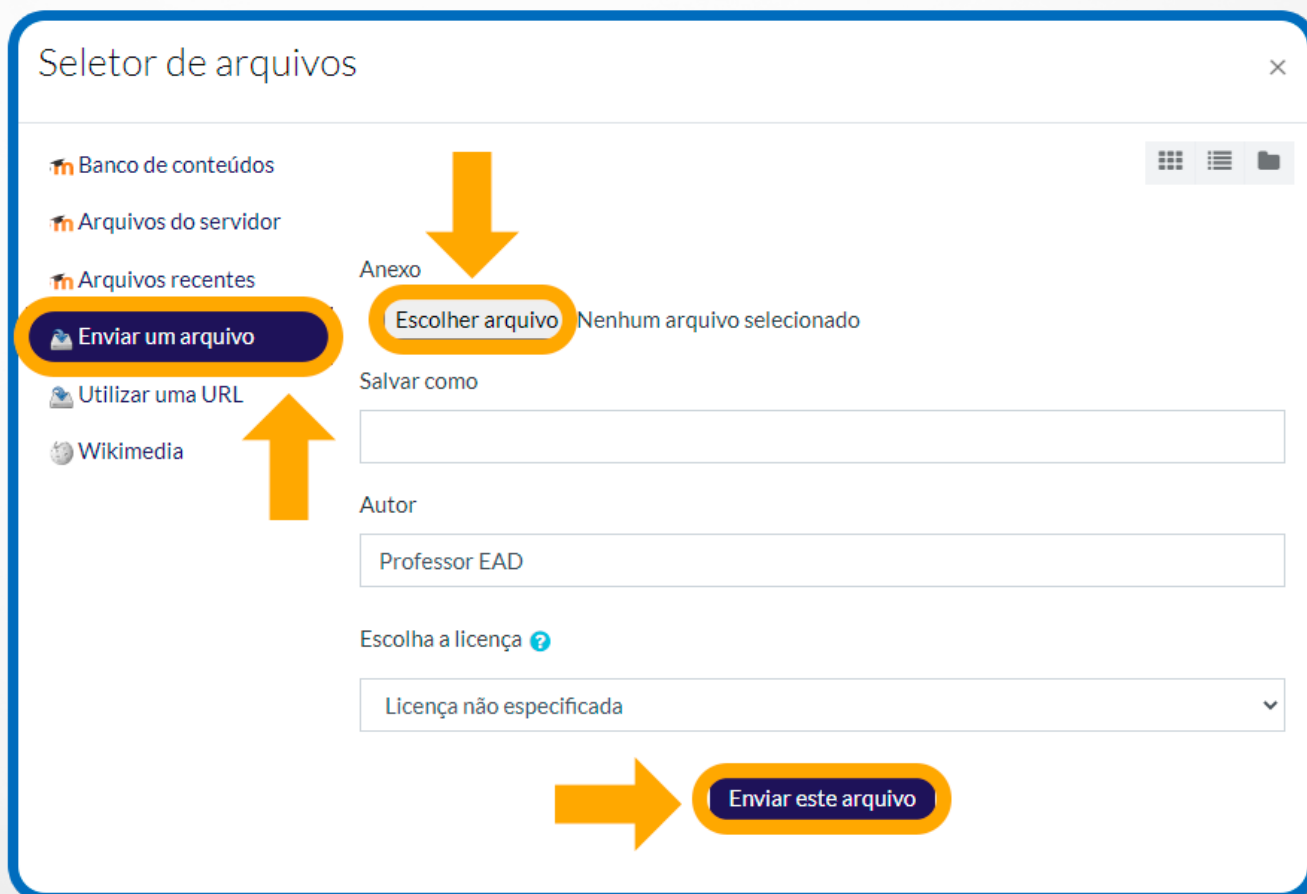 Seletor de arquivos
Banco de conteúdos
Arquivos do servidor
Arquivos recentes
Enviar um arquivo
Utilizar uma URL
Wikimedia
Anexo
Escolher arquivo Nenhum arquivo selecionado
Salvar como
Autor
Professor EAD
Escolha a licença
Licença não especificada
Enviar este arquivo